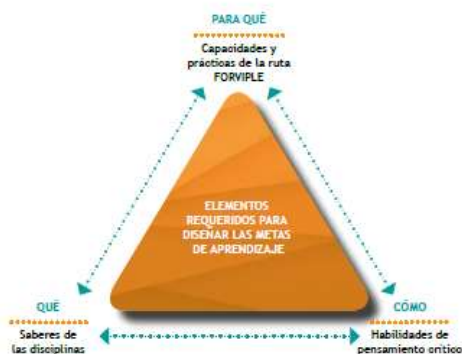 PARA QUÉ
Capacidades y
prácticas de la ruta
FORVIPLE
ELEMENTOS
REQUERIDOS PARA
DISEÑAR LAS METAS
DE APRENDIZAJE
QUÉ
Saberes de
las disciplinas
CÓMO
Habilidades de
pensamiento crítico